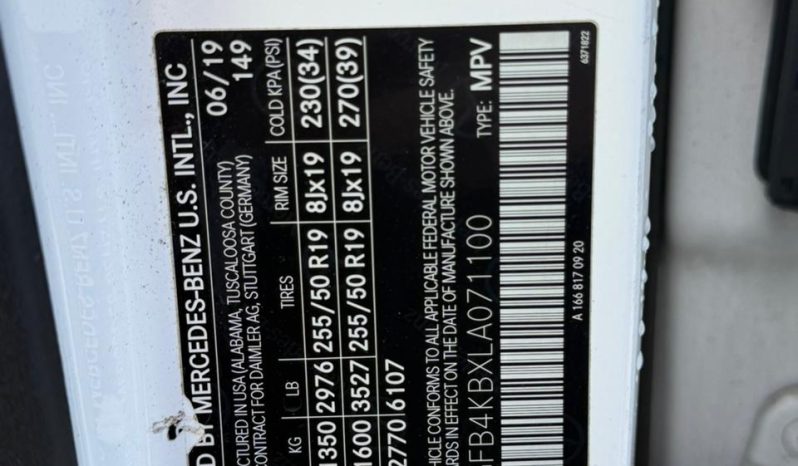 D BY MERCEDES-BENZ U.S. INTL., INC
06/19
149
FACTURED IN USA (ALABAMA, TUSCALOOSA COUNTY)
CONTRACT FOR DAIMLER AG, STUTTGART (GERMANY)
KG LB TIRES RIM SIZE COLD KPA(PSI)
1350 2976 255/50 R19 8Jx19 230(34)
1600 3527 255/50 R19 8Jx19 270(39)
2770 6107
HICLE CONFORMS TO ALL APPLICABLE FEDERAL MOTOR VEHICLE SAFETY
RDS IN EFFECT ON THE DATE OF MANUFACTURE SHOWN ABOVE.
FB4KBXLA071100 TYPE: MPV
A 166 817 09 20
6371822